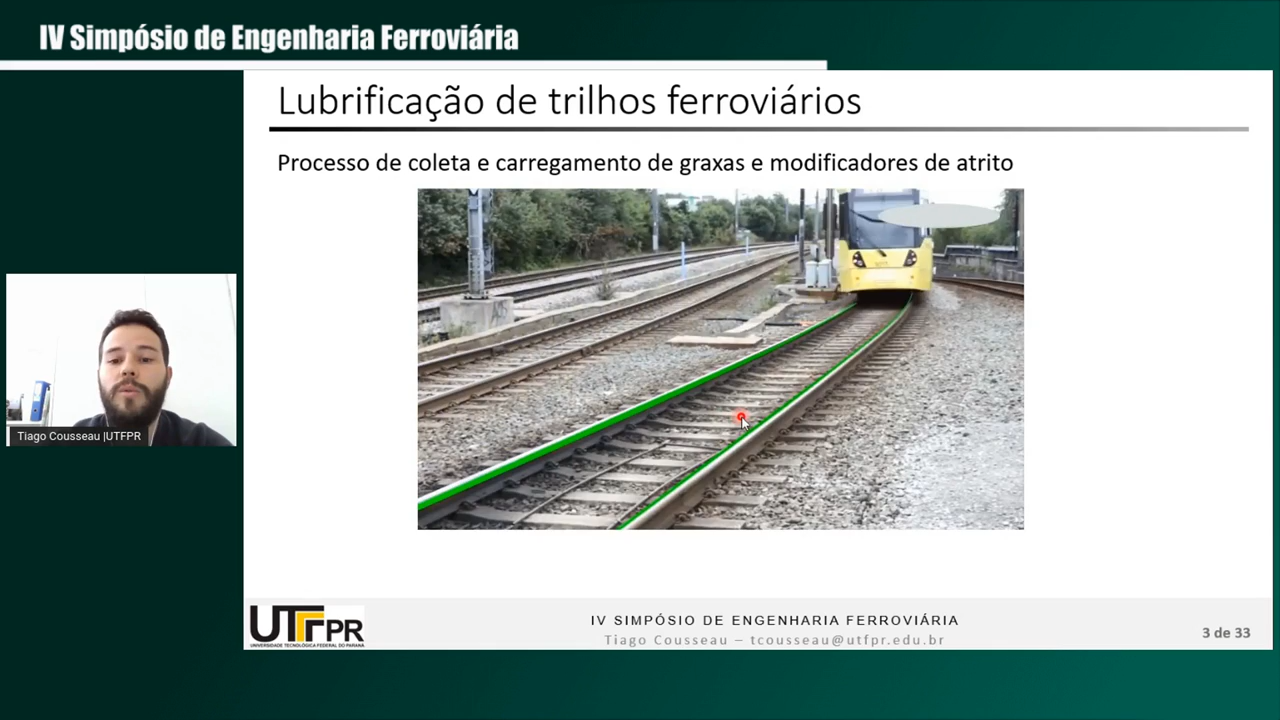 IV Simpósio de Engenharia Ferroviária
Lubrificação de trilhos ferroviários
Processo de coleta e carregamento de graxas e modificadores de atrito
Tiago Cousseau |UTFPR
UTFPR
UNIVERSIDADE TECNOLÓGICA FEDERAL DO PARANÁ
IV SIMPÓSIO DE ENGENHARIA FERROVIÁRIA
Tiago Cousseau – tcousseau@utfpr.edu.br
3 de 33